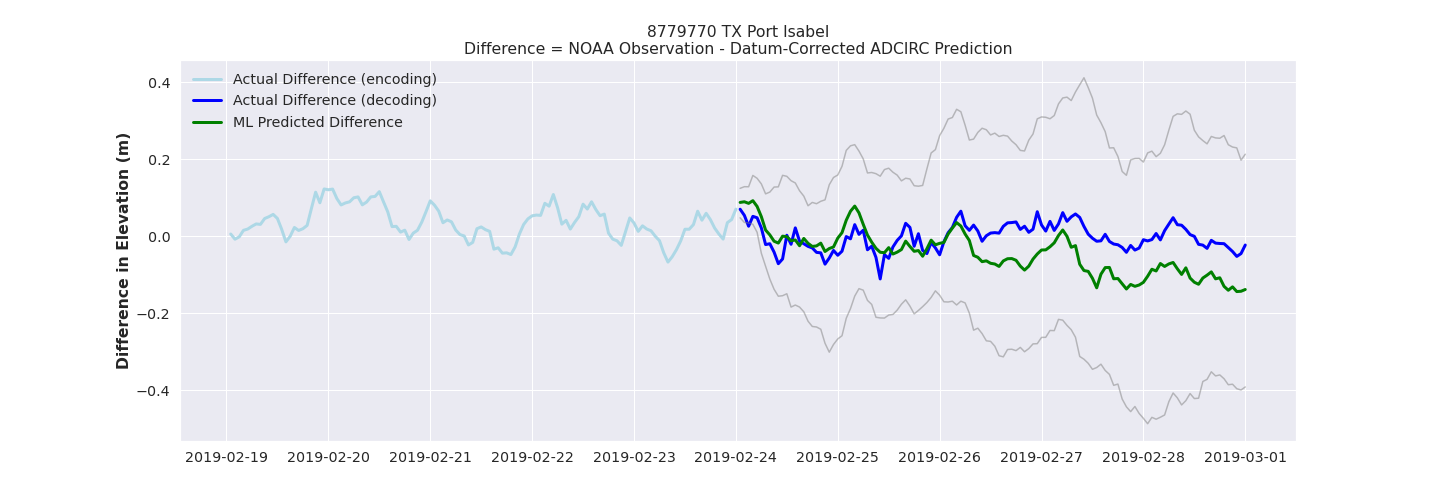 8779770 TX Port Isabel
Difference = NOAA Observation - Datum-Corrected ADCIRC Prediction
Actual Difference (encoding)
Actual Difference (decoding)
ML Predicted Difference
Difference in Elevation (m)
0.4
0.2
0.0
−0.2
−0.4
2019-02-19 2019-02-20 2019-02-21 2019-02-22 2019-02-23 2019-02-24 2019-02-25 2019-02-26 2019-02-27 2019-02-28 2019-03-01